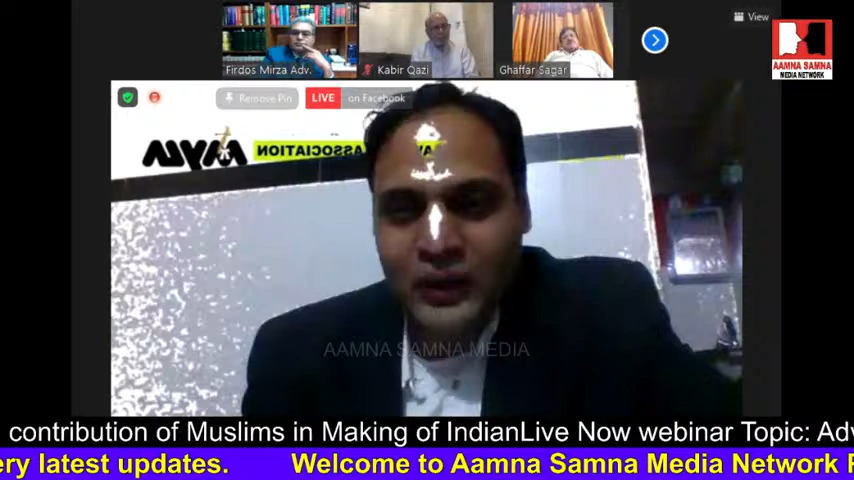 View
AAMNA SAMNA
MEDIA NETWORK
Firdos Mirza Adv.
Kabir Qazi
Ghaffar Sagar
Remove Pin
LIVE on Facebook
ASSOCIATION
AAMNA SAMNA MEDIA
contribution of Muslims in Making of IndianLive Now webinar Topic: Adv
ery latest updates. Welcome to Aamna Samna Media Network